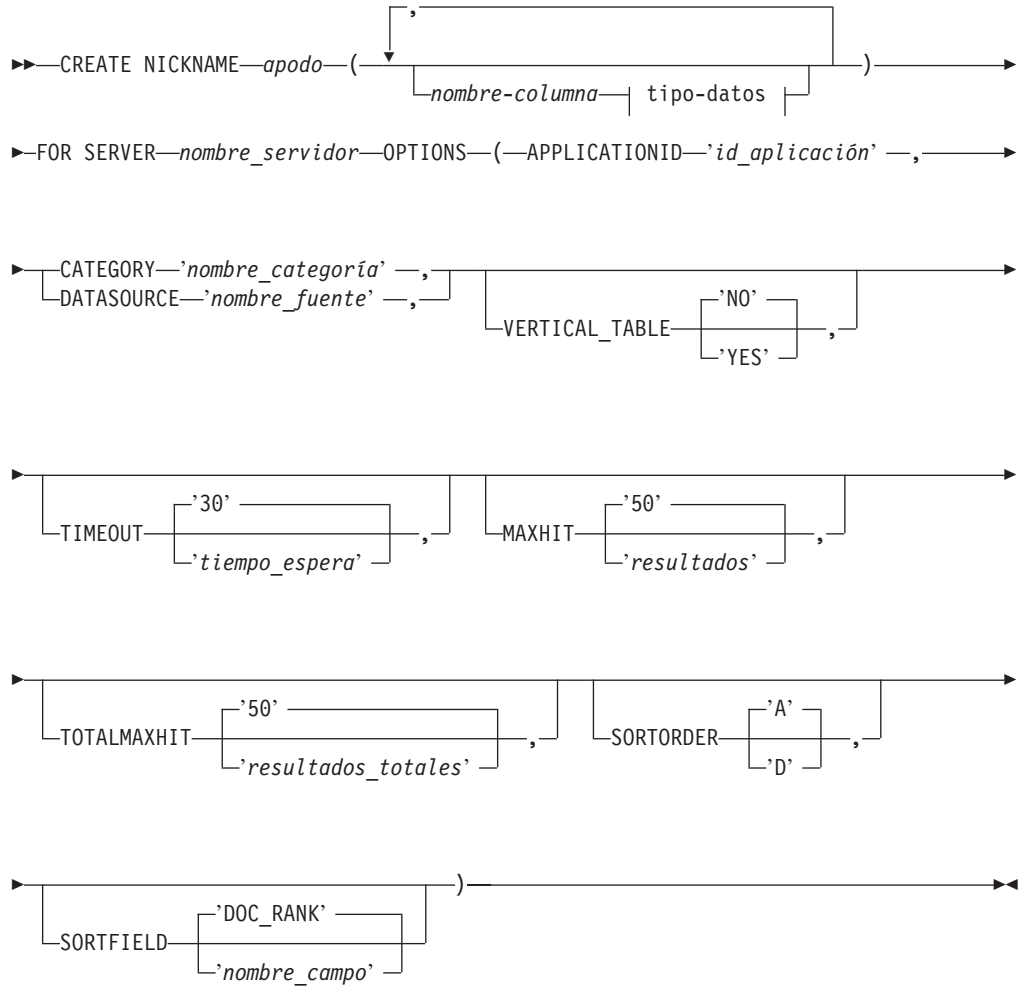 ,
CREATE NICKNAME apodo ( )
nombre-columna tipo-datos
FOR SERVER nombre_servidor OPTIONS ( APPLICATIONID 'id_aplicación' ,
CATEGORY 'nombre_categoría' ,
DATASOURCE 'nombre_fuente' ,
'NO'
VERTICAL_TABLE ,
'YES'
'30' '50'
TIMEOUT , MAXHIT ,
'tiempo_espera' 'resultados'
'50' 'A'
TOTALMAXHIT , SORTORDER ,
'resultados_totales' 'D'
)
'DOC_RANK'
SORTFIELD
'nombre_campo'